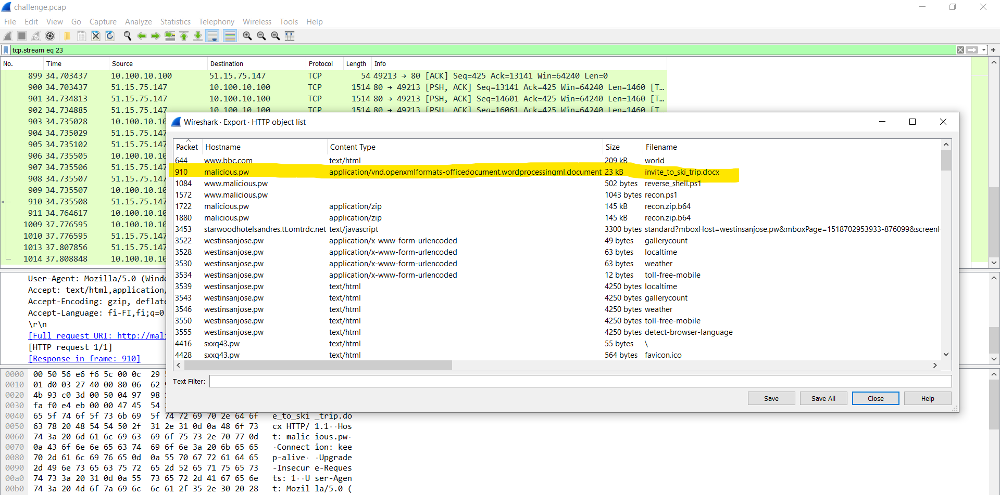 challenge.pcap
File Edit View Go Capture Analyze Statistics Telephony Wireless Tools Help
tcp.stream eq 23
No. Time Source Destination Protocol Length Info
899 34.703437 10.100.10.100 51.15.75.147 TCP 54 49213 → 80 [ACK] Seq=425 Ack=13141 Win=64240 Len=0
900 34.703437 51.15.75.147 10.100.10.100 TCP 1514 80 → 49213 [PSH, ACK] Seq=13141 Ack=425 Win=64240 Len=1460 [T…
901 34.734813 51.15.75.147 10.100.10.100 TCP 1514 80 → 49213 [PSH, ACK] Seq=14601 Ack=425 Win=64240 Len=1460 [T…
902 34.734885 51.15.75.147 10.100.10.100 TCP 1514 80 → 49213 [PSH, ACK] Seq=16061 Ack=425 Win=64240 Len=1460 [T…
903 34.735028 10.100.10
904 34.735029 51.15.75.147
905 34.735102 51.15.75.147
906 34.735505 10.100.10
907 34.735506 51.15.75.147
908 34.735507 51.15.75.147
909 34.735507 10.100.10
910 34.735508 51.15.75.147
911 34.764617 10.100.10
1009 37.776595 10.100.10
1010 37.776595 51.15.75.147
1013 37.807856 51.15.75.147
1014 37.808848 10.100.10
Wireshark · Export · HTTP object list
Packet Hostname Content Type Size Filename
644 www.bbc.com text/html 209 kB world
910 malicious.pw application/vnd.openxmlformats-officedocument.wordprocessingml.document 23 kB invite_to_ski_trip.docx
1084 www.malicious.pw 502 bytes reverse_shell.ps1
1572 www.malicious.pw 1043 bytes recon.ps1
1722 malicious.pw application/zip 145 kB recon.zip.b64
1880 malicious.pw application/zip 145 kB recon.zip.b64
3453 starwoodhotelsandres.tt.omtrdc.net text/javascript 3300 bytes standard?mboxHost=westinsanjose.pw&mboxPage=1518702953933-876099&screenH
3522 westinsanjose.pw application/x-www-form-urlencoded 49 bytes gallerycount
3528 westinsanjose.pw application/x-www-form-urlencoded 63 bytes localtime
3530 westinsanjose.pw application/x-www-form-urlencoded 63 bytes weather
3534 westinsanjose.pw application/x-www-form-urlencoded 12 bytes toll-free-mobile
3539 westinsanjose.pw text/html 4250 bytes localtime
3543 westinsanjose.pw text/html 4250 bytes gallerycount
3546 westinsanjose.pw text/html 4250 bytes weather
3550 westinsanjose.pw text/html 4250 bytes toll-free-mobile
3555 westinsanjose.pw text/html 4250 bytes detect-browser-language
4416 sxxq43.pw text/html 55 bytes \
4428 sxxq43.pw text/html 564 bytes favicon.ico
Text Filter:
Save Save All Close Help
User-Agent: Mozilla/5.0 (Windo
Accept: text/html,application/
Accept-Encoding: gzip, deflate
Accept-Language: fi-FI,fi;q=0
\r\n
[Full request URI: http://mali
[HTTP request 1/1]
[Response in frame: 910]
0000 00 50 56 e6 f6 5c 00 0c 29
0010 01 d0 03 27 40 00 80 06 62
0020 4b 93 c0 3d 00 50 04 97 98
0030 fa f0 e4 eb 00 00 47 45 54
0040 65 5f 74 6f 5f 73 6b 69 5f 74 72 69 70 2e 64 6f e_to_ski _trip.do
0050 63 78 20 48 54 54 50 2f 31 2e 31 0d 0a 48 6f 73 cx HTTP/ 1.1··Hos
0060 74 3a 20 6d 61 6c 69 63 69 6f 75 73 2e 70 77 0d t: malic ious.pw·
0070 0a 43 6f 6e 6e 65 63 74 69 6f 6e 3a 20 6b 65 65 ·Connect ion: kee
0080 70 2d 61 6c 69 76 65 0d 0a 55 70 67 72 61 64 65 p-alive· ·Upgrade
0090 2d 49 6e 73 65 63 75 72 65 2d 52 65 71 75 65 73 -Insecur e-Reques
00a0 74 73 3a 20 31 0d 0a 55 73 65 72 2d 41 67 65 6e ts: 1··U ser-Agen
00b0 74 3a 20 4d 6f 7a 69 6c 6c 61 2f 35 2e 30 20 28 t: Mozil la/5.0 (